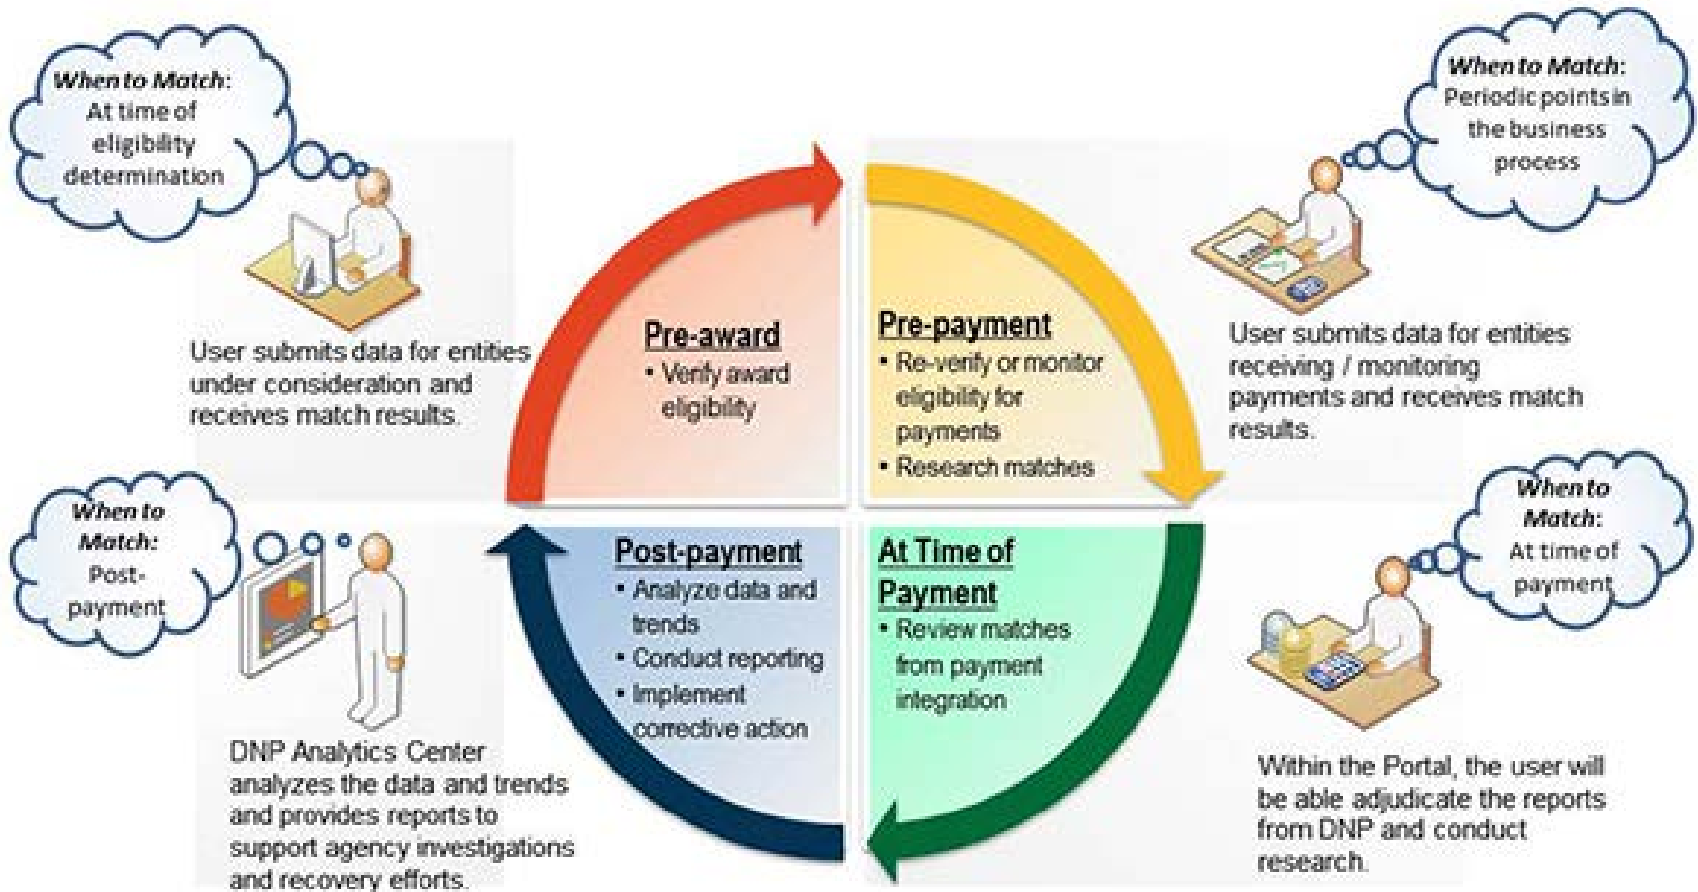 When to Match:
At time of
eligibility
determination
User submits data for entities
under consideration and
receives match results.
Pre-award
• Verify award
eligibility
Pre-payment
• Re-verify or monitor
eligibility for
payments
• Research matches
When to Match:
Periodic points in
the business
process
User submits data for entities
receiving / monitoring
payments and receives match
results.
When to
Match:
Post-
payment
DNP Analytics Center
analyzes the data and trends
and provides reports to
support agency investigations
and recovery efforts.
Post-payment
• Analyze data and
trends
• Conduct reporting
• Implement
corrective action
At Time of
Payment
• Review matches
from payment
integration
When to
Match:
At time of
payment
Within the Portal, the user will
be able adjudicate the reports
from DNP and conduct
research.